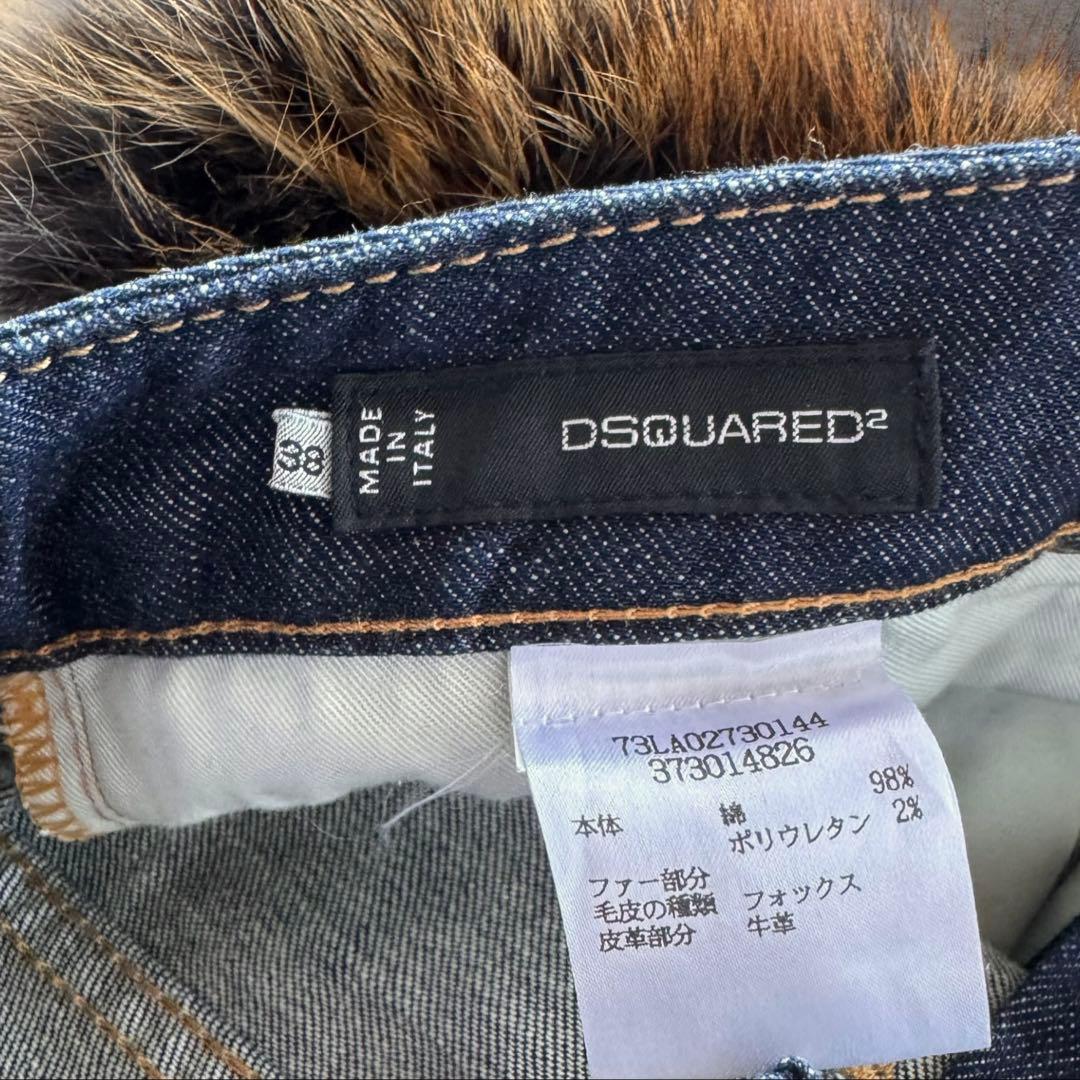 38
MADE
IN
ITALY
DSQUARED2
73LA02730144
373014826
本体 綿 98%
ポリウレタン 2%
ファー部分
毛皮の種類 フォックス
皮革部分 牛革